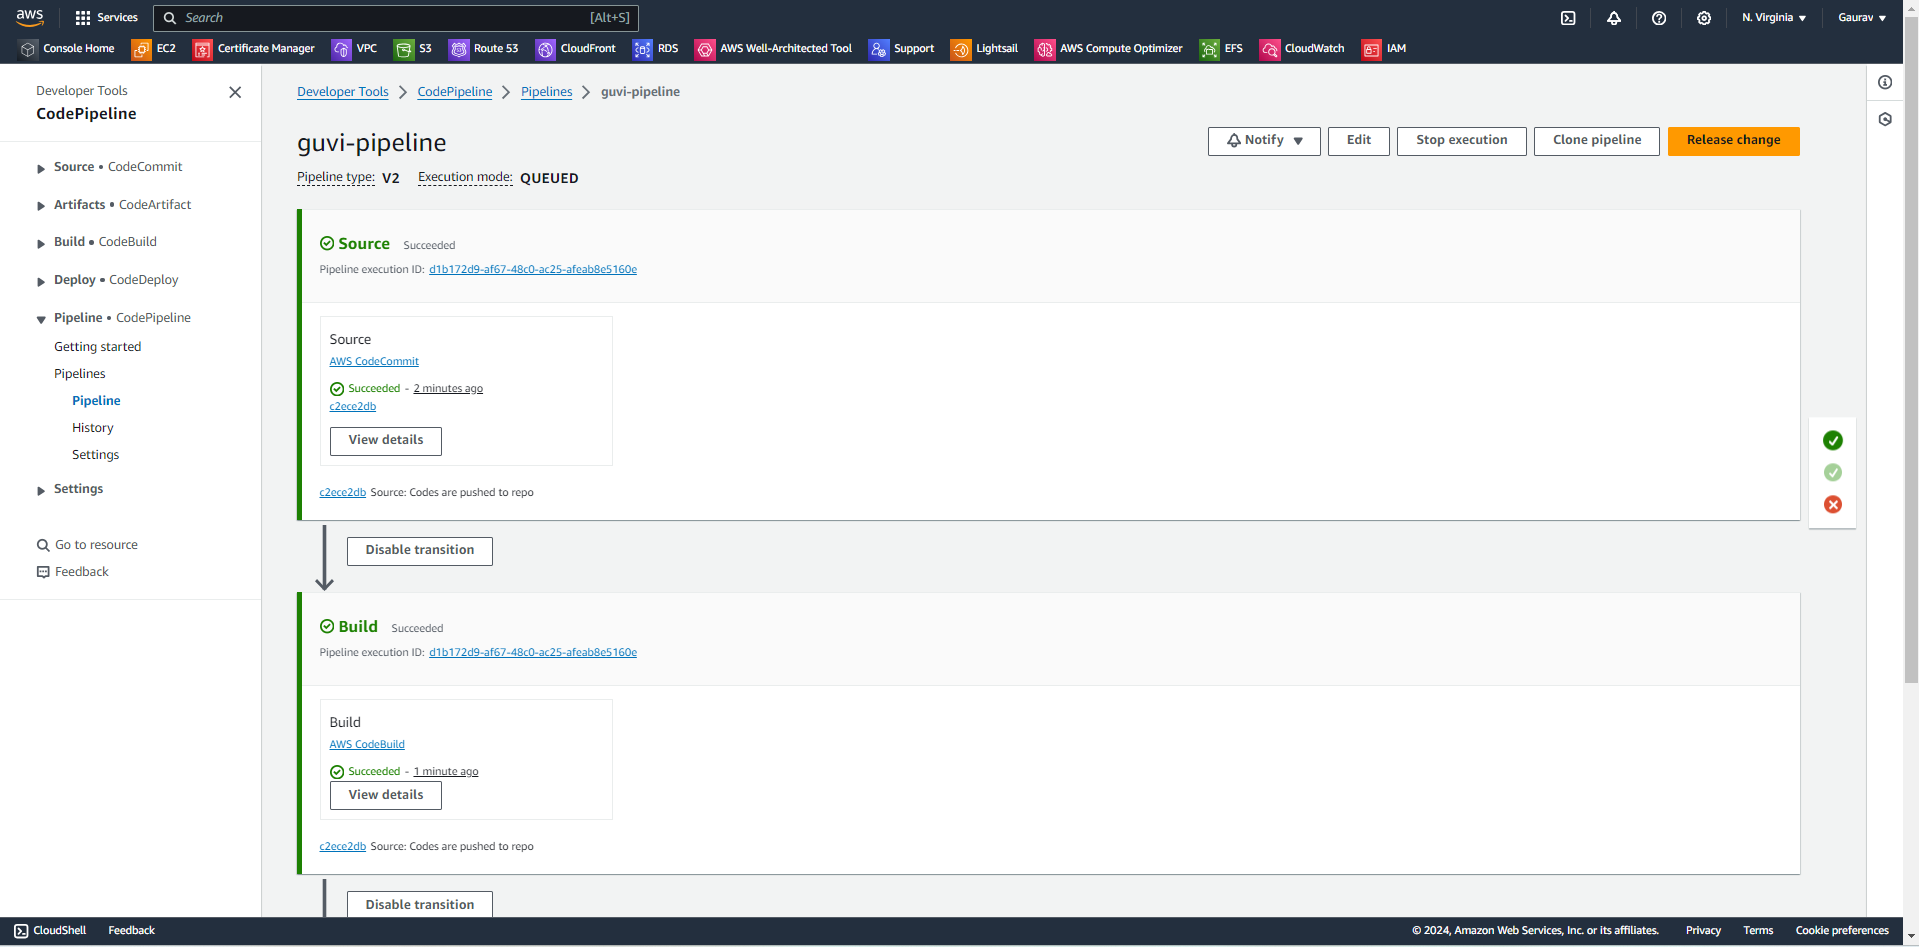 aws Services Search [Alt+S] N. Virginia Gaurav
Console Home EC2 Certificate Manager VPC S3 Route 53 CloudFront RDS AWS Well-Architected Tool Support Lightsail AWS Compute Optimizer EFS CloudWatch IAM
Developer Tools
CodePipeline
Source • CodeCommit
Artifacts • CodeArtifact
Build • CodeBuild
Deploy • CodeDeploy
Pipeline • CodePipeline
Getting started
Pipelines
Pipeline
History
Settings
Settings
Go to resource
Feedback
Developer Tools > CodePipeline > Pipelines > guvi-pipeline
guvi-pipeline
Notify Edit Stop execution Clone pipeline Release change
Pipeline type: V2 Execution mode: QUEUED
Source Succeeded
Pipeline execution ID: d1b172d9-af67-48c0-ac25-afeab8e5160e
Source
AWS CodeCommit
Succeeded - 2 minutes ago
c2ece2db
View details
c2ece2db Source: Codes are pushed to repo
Disable transition
Build Succeeded
Pipeline execution ID: d1b172d9-af67-48c0-ac25-afeab8e5160e
Build
AWS CodeBuild
Succeeded - 1 minute ago
View details
c2ece2db Source: Codes are pushed to repo
Disable transition
CloudShell Feedback © 2024, Amazon Web Services, Inc. or its affiliates. Privacy Terms Cookie preferences